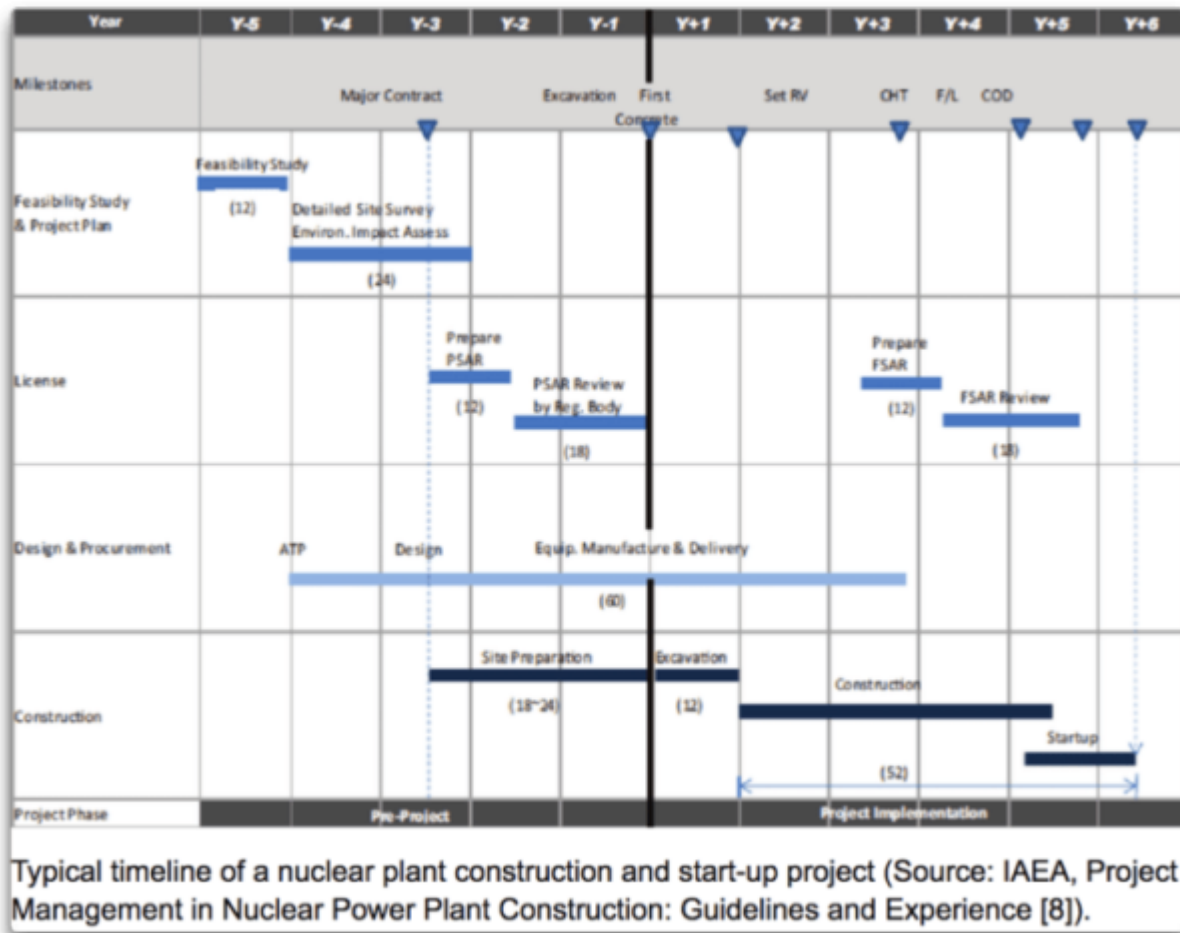 Year Y-5 Y-4 Y-3 Y-2 Y-1 Y+1 Y+2 Y+3 Y+4 Y+5 Y+6
Milestones
Major Contract Excavation First Set RV CHT F/L COD
Concrete
Feasibility Study
(12)
Feasibility Study
& Project Plan
Detailed Site Survey
Environ. Impact Assess
(24)
License
Prepare
PSAR
(12)
PSAR Review
by Reg. Body
(18)
Prepare
FSAR
(12)
FSAR Review
(18)
Design & Procurement
ATP Design Equip. Manufacture & Delivery
(60)
Construction
Site Preparation Excavation
(18~24) (12)
Construction
Startup
(52)
Project Phase Pre-Project Project Implementation
Typical timeline of a nuclear plant construction and start-up project (Source: IAEA, Project
Management in Nuclear Power Plant Construction: Guidelines and Experience [8]).